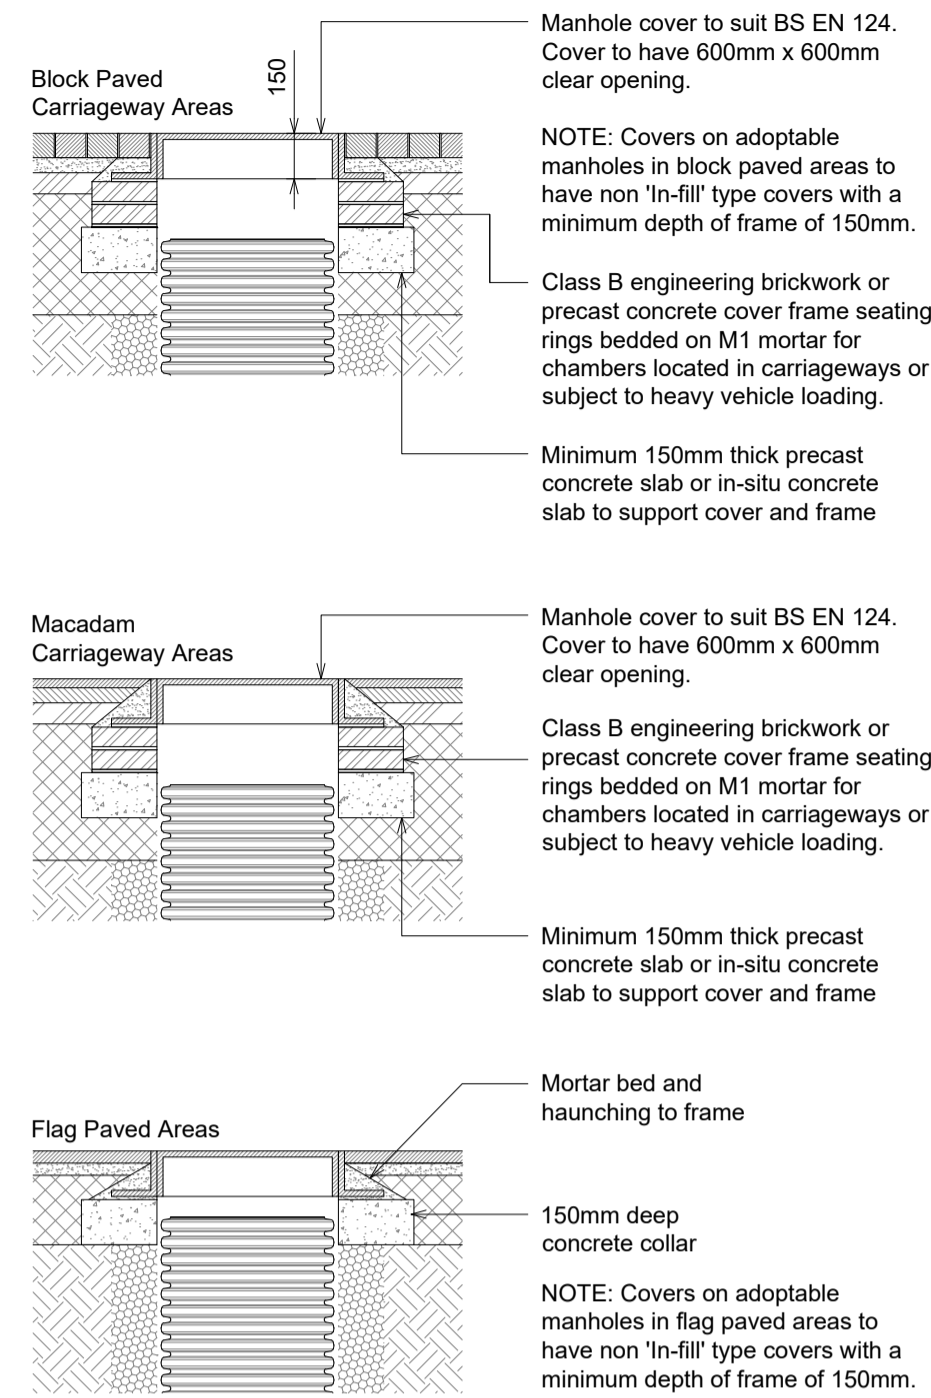 Block Paved
Carriageway Areas
150
Manhole cover to suit BS EN 124.
Cover to have 600mm x 600mm
clear opening.
NOTE: Covers on adoptable
manholes in block paved areas to
have non 'In-fill' type covers with a
minimum depth of frame of 150mm.
Class B engineering brickwork or
precast concrete cover frame seating
rings bedded on M1 mortar for
chambers located in carriageways or
subject to heavy vehicle loading.
Minimum 150mm thick precast
concrete slab or in-situ concrete
slab to support cover and frame
Macadam
Carriageway Areas
Manhole cover to suit BS EN 124.
Cover to have 600mm x 600mm
clear opening.
Class B engineering brickwork or
precast concrete cover frame seating
rings bedded on M1 mortar for
chambers located in carriageways or
subject to heavy vehicle loading.
Minimum 150mm thick precast
concrete slab or in-situ concrete
slab to support cover and frame
Flag Paved Areas
Mortar bed and
haunching to frame
150mm deep
concrete collar
NOTE: Covers on adoptable
manholes in flag paved areas to
have non 'In-fill' type covers with a
minimum depth of frame of 150mm.